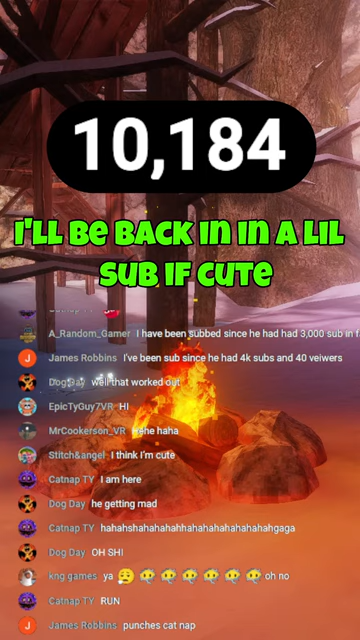 10,184
I'll be back in in a lil
sub if cute
A_Random_Gamer I have been subbed since he had had 3,000 sub in f
James Robbins I've been sub since he had 4k subs and 40 veiwers
Dog Day well that worked out
EpicTyGuy7VR HI
MrCookerson_VR Hehe haha
Stitch&angel I think I'm cute
Catnap TY I am here
Dog Day he getting mad
Catnap TY hahahshahahahahhahahahahahahahahgaga
Dog Day OH SHI
kng games ya 😮‍💨 🫨 🫨 🫨 🫨 🫨 🫨 oh no
Catnap TY RUN
James Robbins punches cat nap